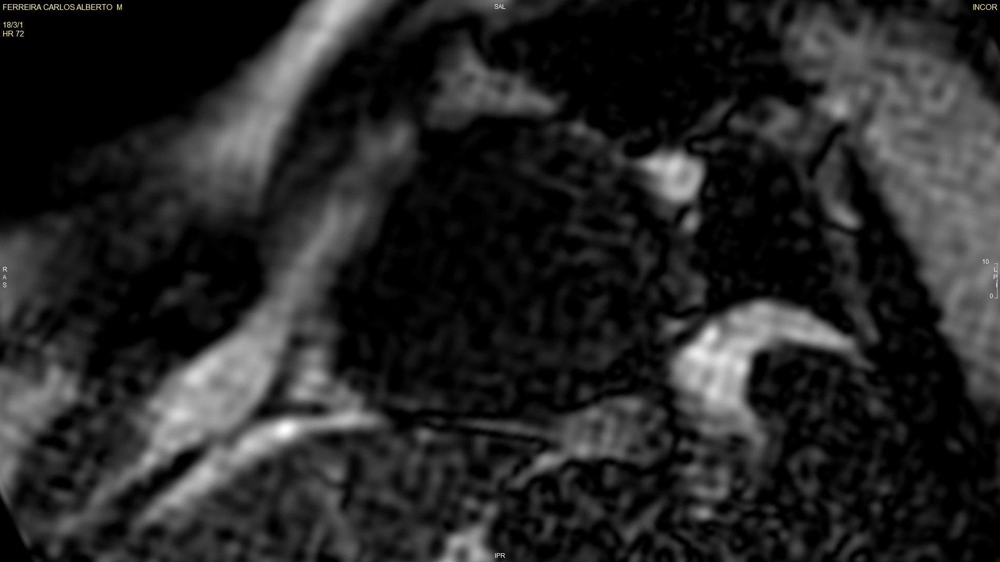 FERREIRA CARLOS ALBERTO M
SAL
INCOR
18/3/1
HR 72
R
A
S
10
L
P
I
0
IPR